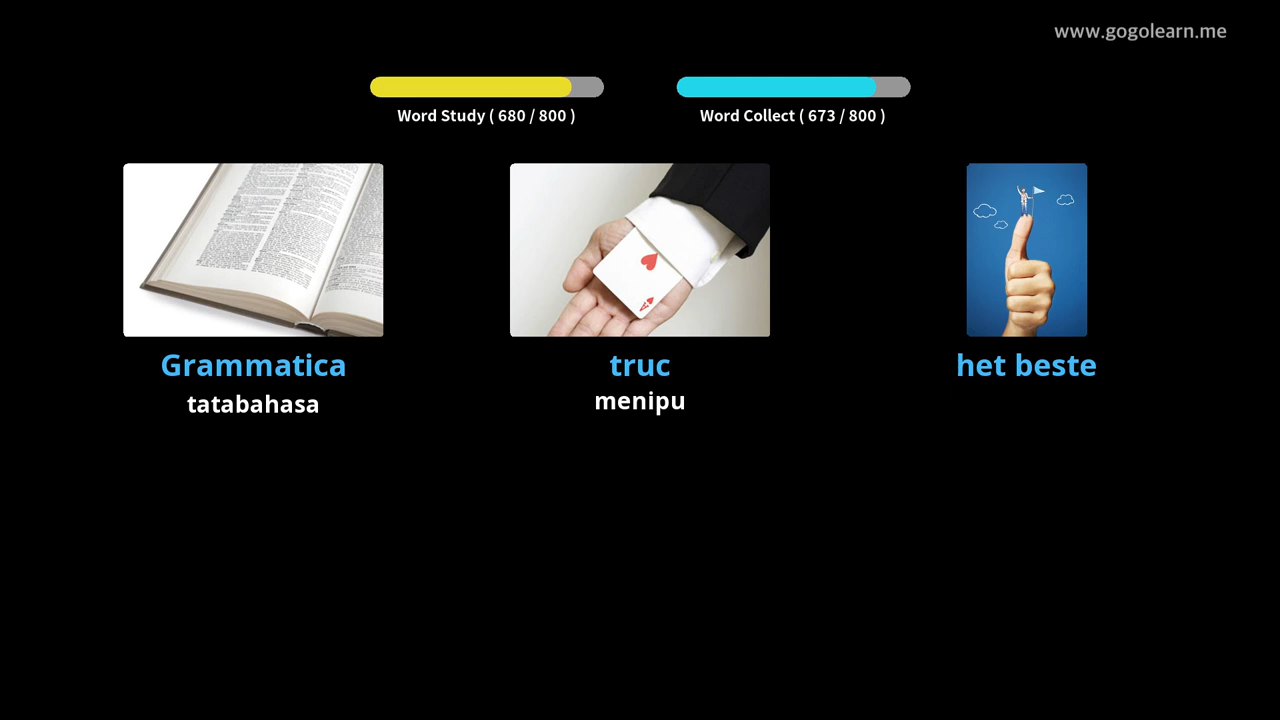 www.gogolearn.me
Word Study ( 680 / 800 )
Word Collect ( 673 / 800 )
Grammatica
tatabahasa
truc
menipu
het beste